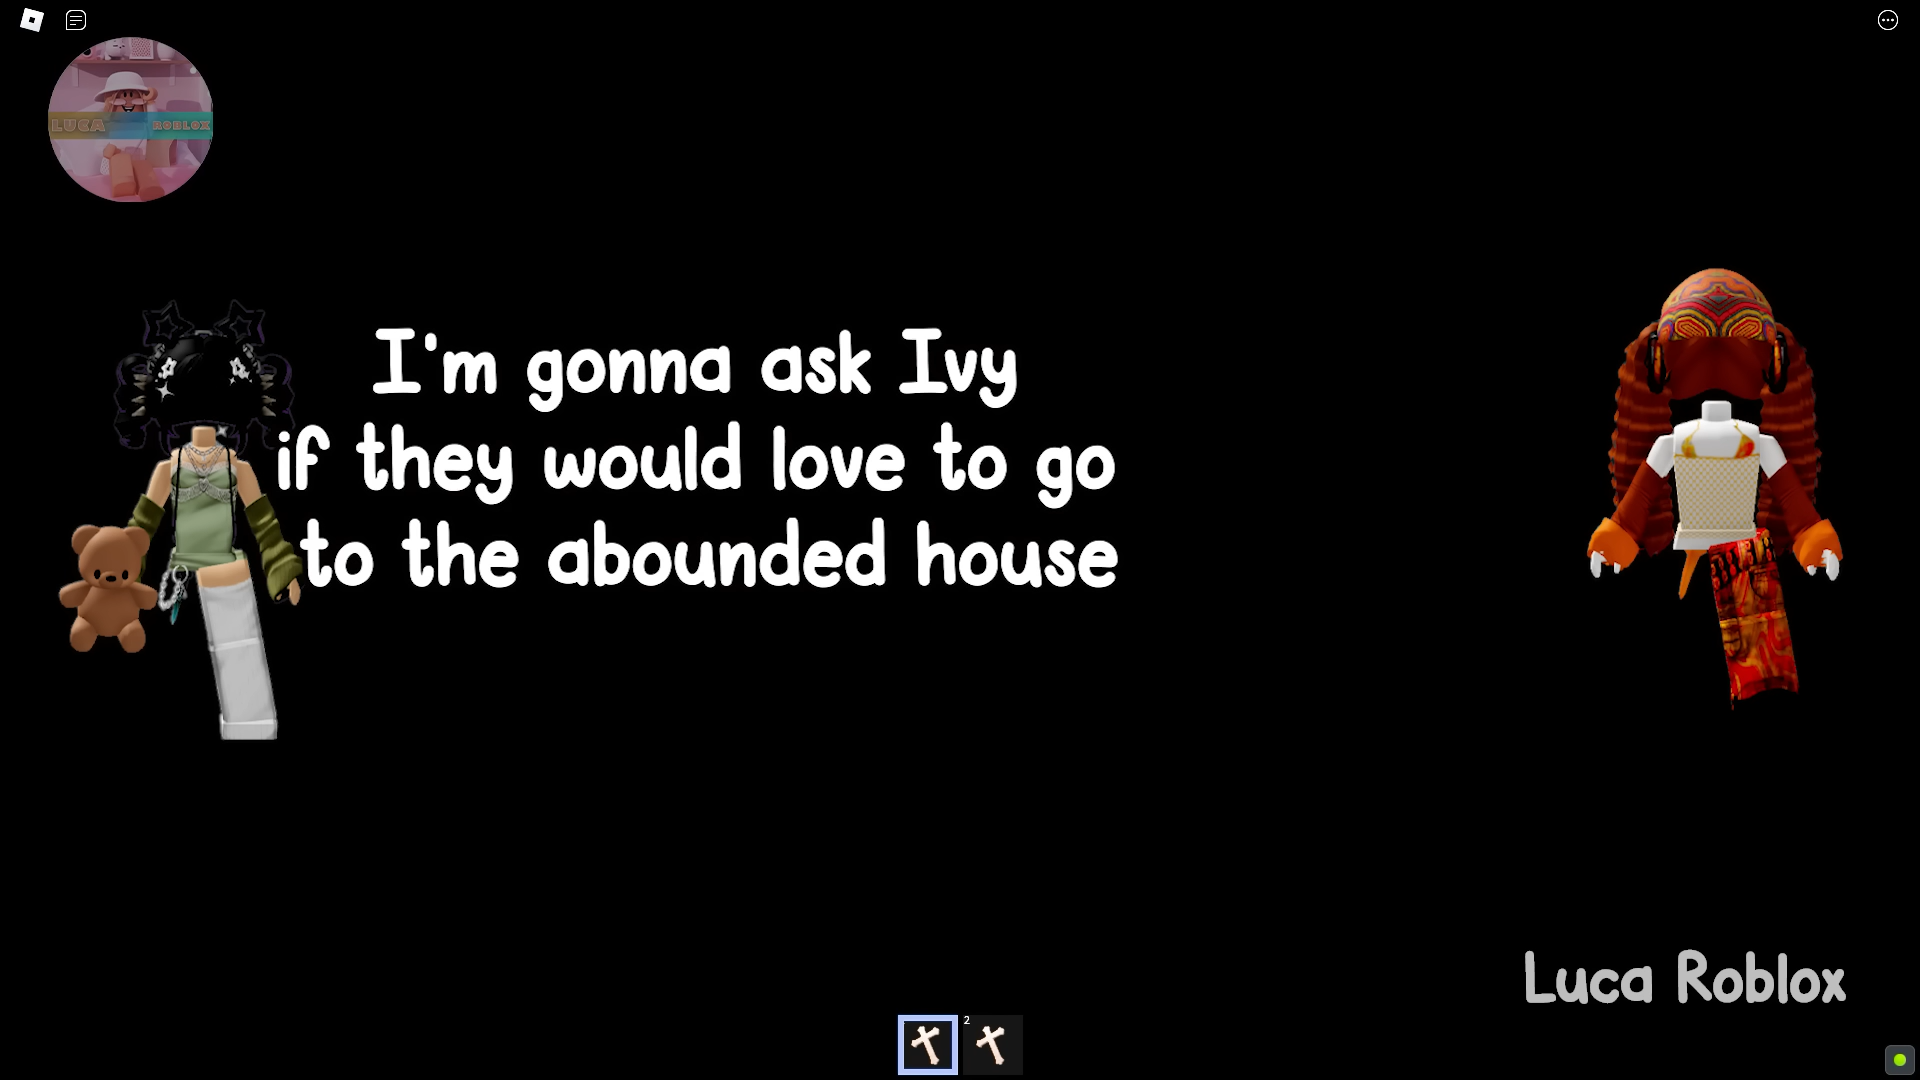 LUCA ROBLOX
I'm gonna ask Ivy
if they would love to go
to the abounded house
Luca Roblox
2